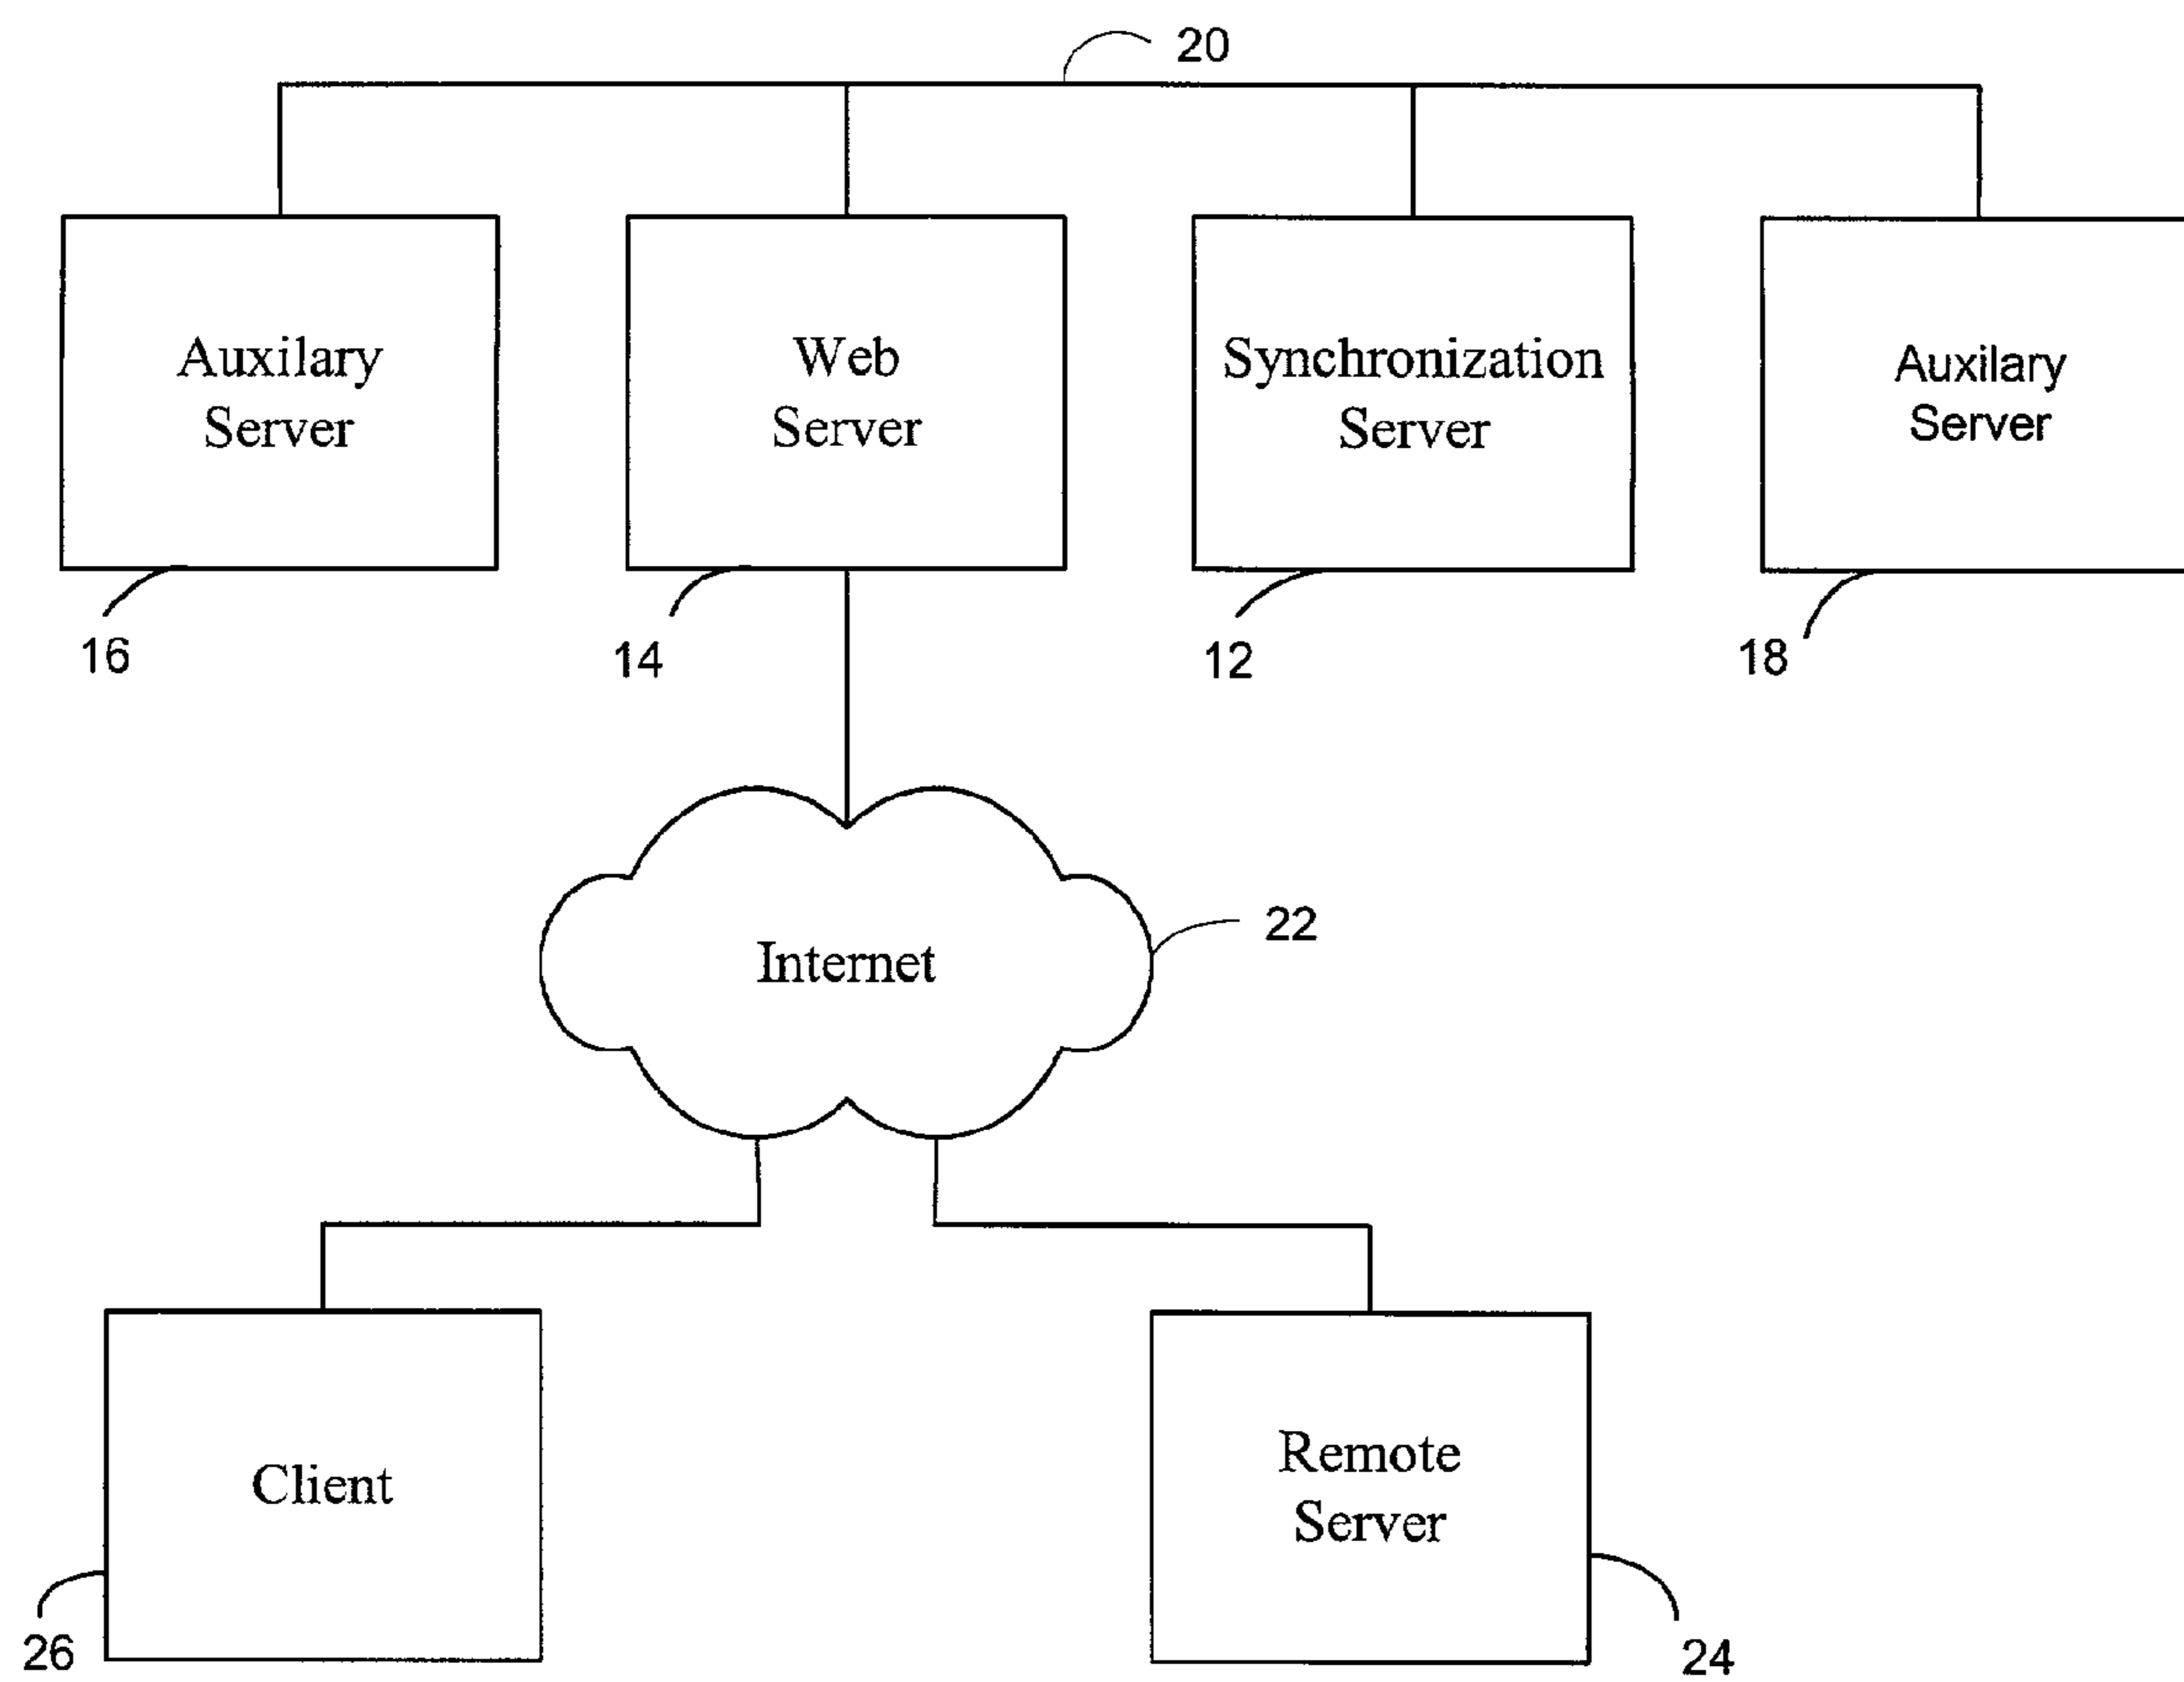 20
Auxilary
Server
Web
Server
Synchronization
Server
Auxilary
Server
16
14
12
18
Internet
22
Client
Remote
Server
26
24